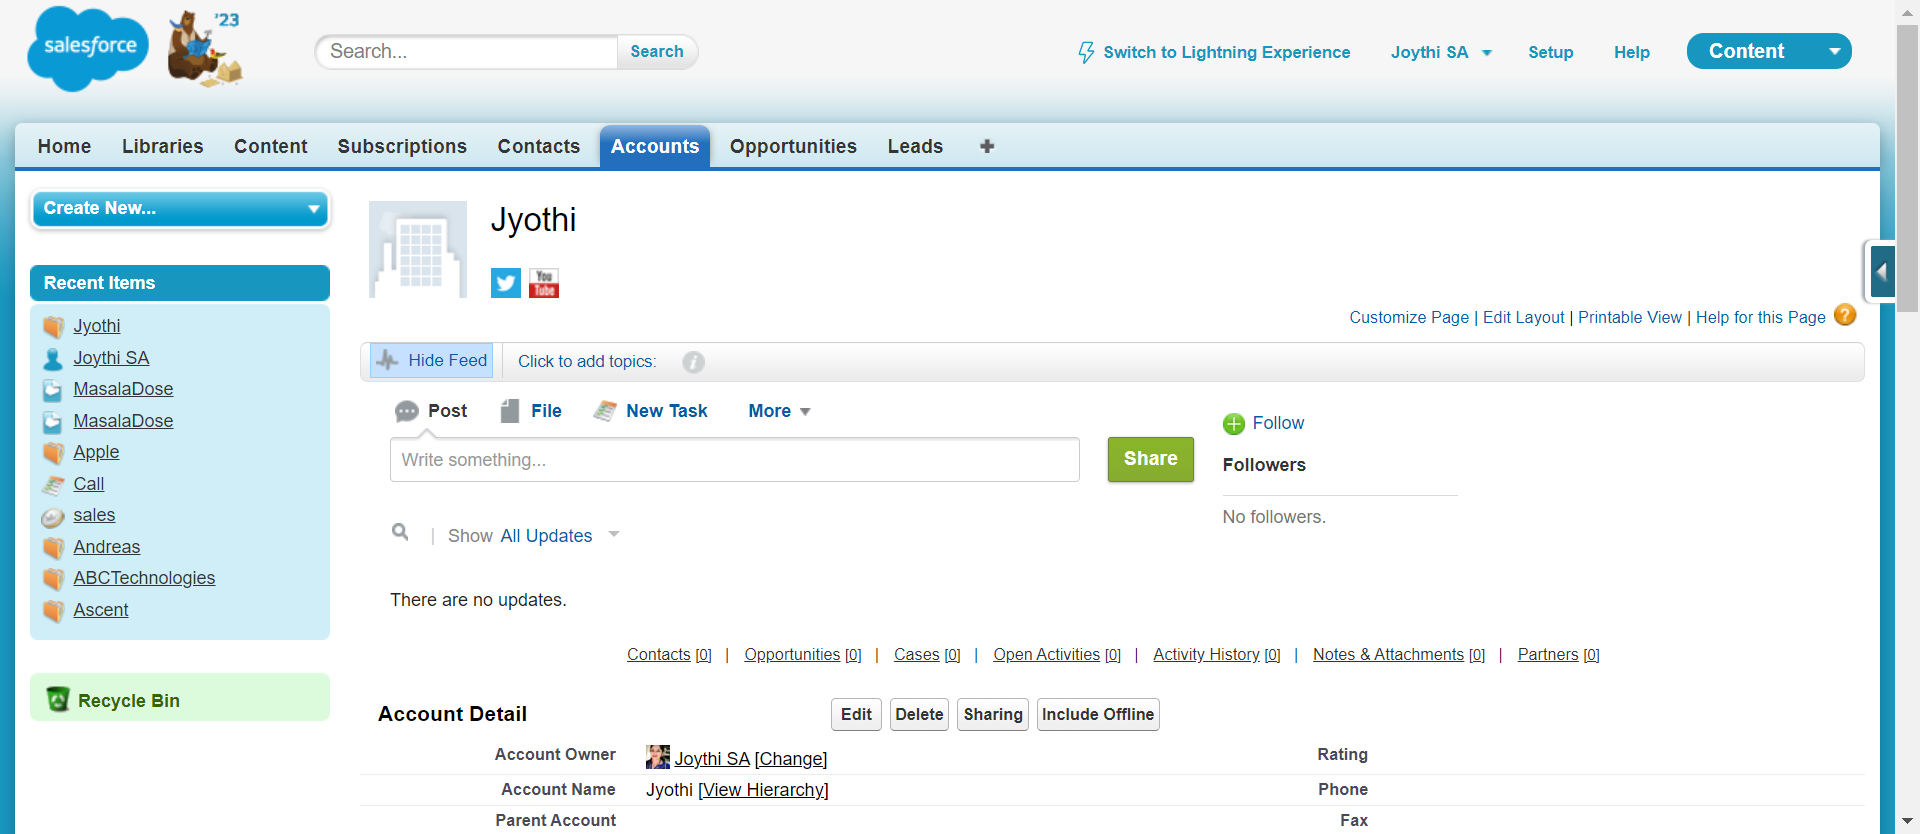 salesforce
'23
Search...
Search
Switch to Lightning Experience
Joythi SA
Setup
Help
Content
Home
Libraries
Content
Subscriptions
Contacts
Accounts
Opportunities
Leads
Create New...
Jyothi
You
Tube
Recent Items
Jyothi
Joythi SA
MasalaDose
MasalaDose
Apple
Call
sales
Andreas
ABCTechnologies
Ascent
Recycle Bin
Customize Page | Edit Layout | Printable View | Help for this Page ?
Hide Feed
Click to add topics:
i
Post
File
New Task
More
Write something...
Share
Follow
Followers
No followers.
Show All Updates
There are no updates.
Contacts [0] | Opportunities [0] | Cases [0] | Open Activities [0] | Activity History [0] | Notes & Attachments [0] | Partners [0]
Account Detail
Edit
Delete
Sharing
Include Offline
Account Owner
Joythi SA [Change]
Rating
Account Name
Jyothi [View Hierarchy]
Phone
Parent Account
Fax